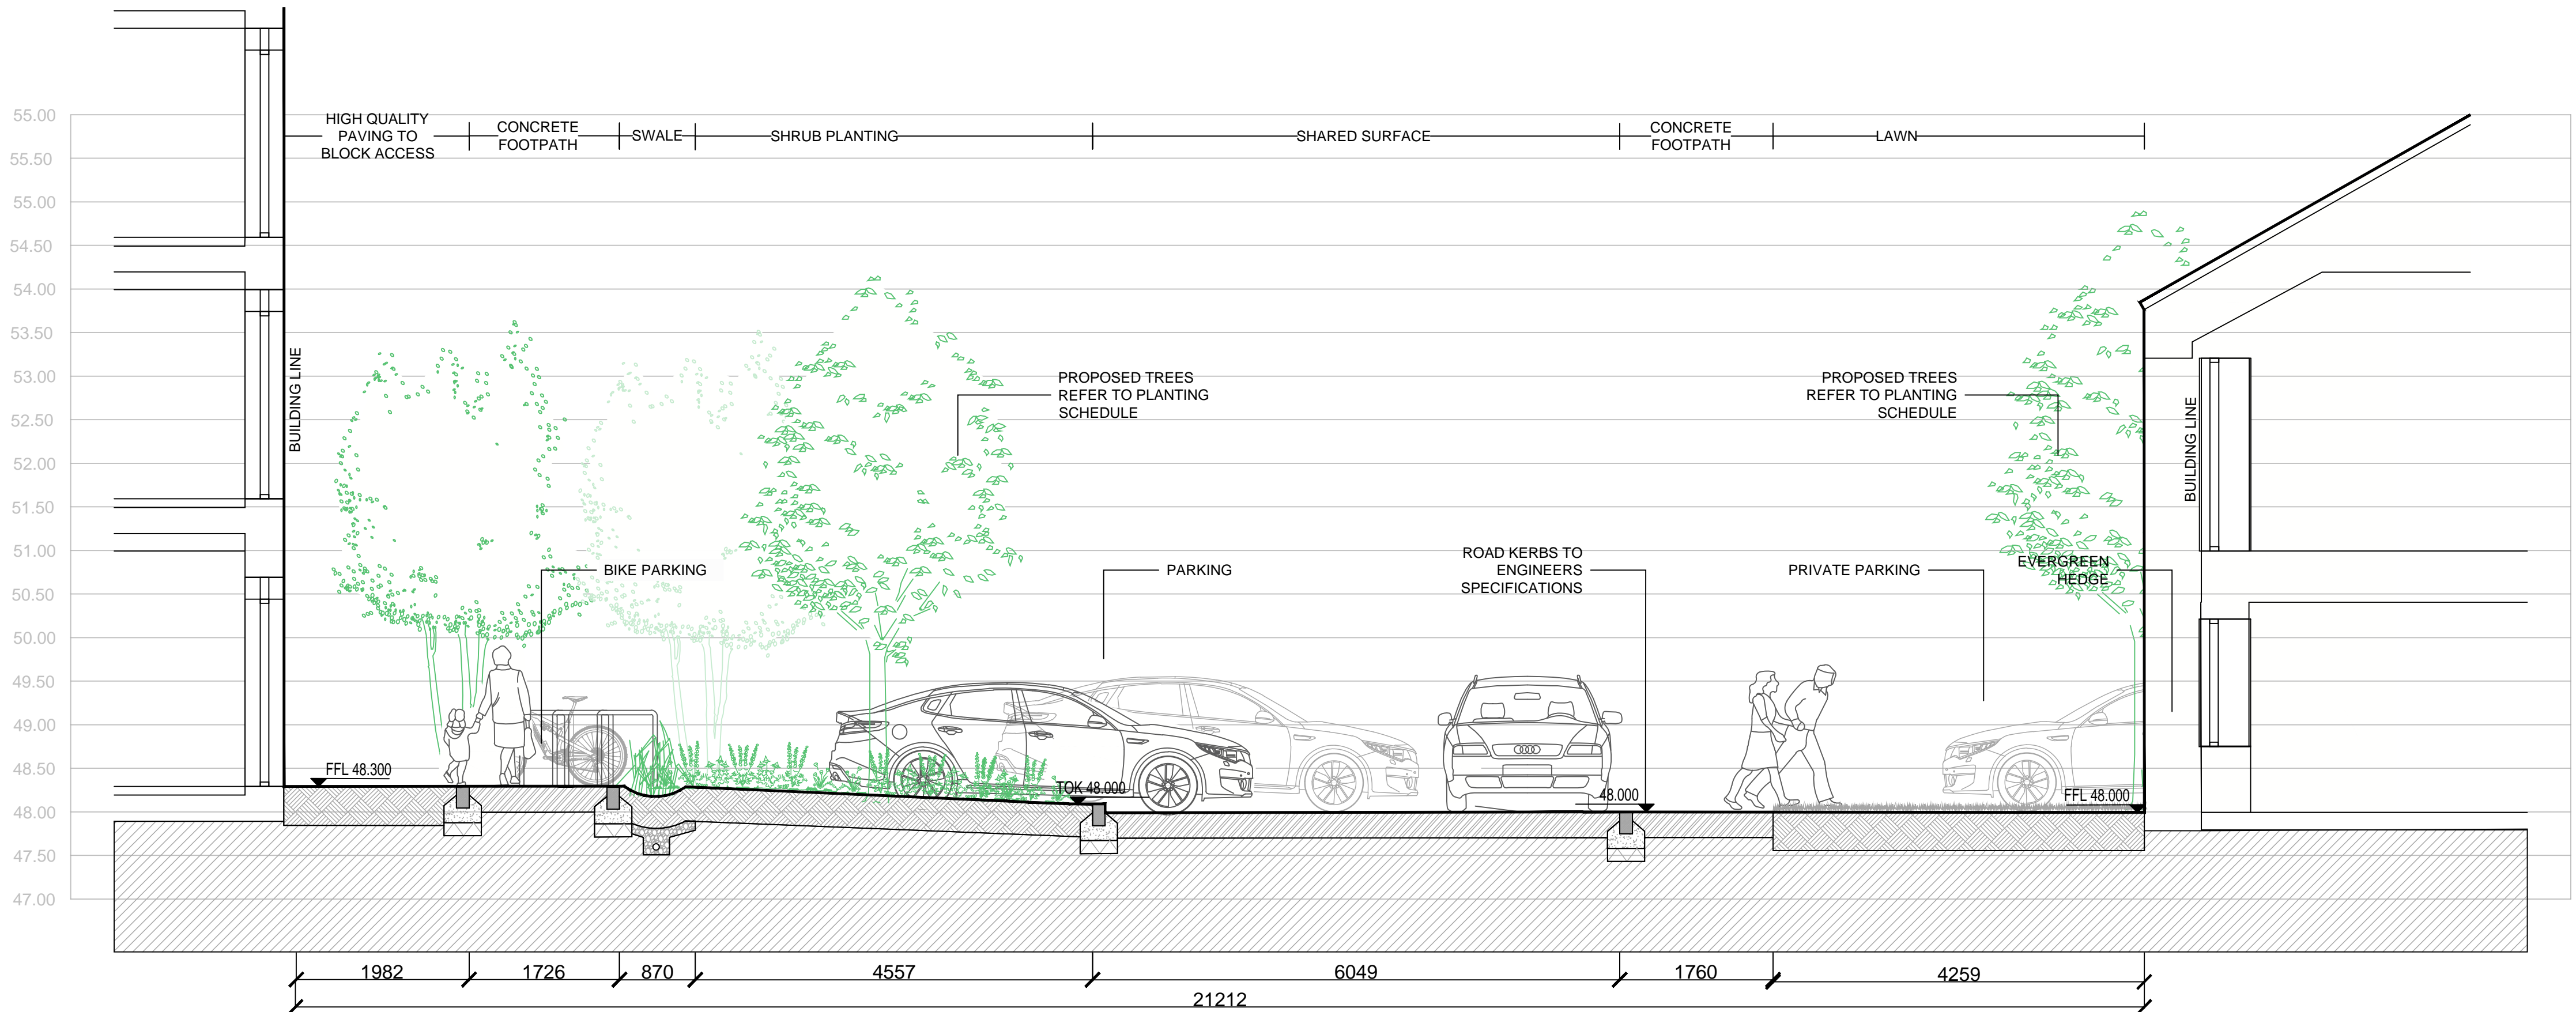 55.00
55.50
55.00
54.50
54.00
53.50
53.00
52.50
52.00
51.50
51.00
50.50
50.00
49.50
49.00
48.50
48.00
47.50
47.00
HIGH QUALITY
PAVING TO
BLOCK ACCESS
CONCRETE
FOOTPATH
SWALE
SHRUB PLANTING
SHARED SURFACE
CONCRETE
FOOTPATH
LAWN
BUILDING LINE
PROPOSED TREES
REFER TO PLANTING
SCHEDULE
PROPOSED TREES
REFER TO PLANTING
SCHEDULE
BUILDING LINE
BIKE PARKING
PARKING
ROAD KERBS TO
ENGINEERS
SPECIFICATIONS
PRIVATE PARKING
EVERGREEN
HEDGE
FFL 48.300
TOK 48.000
48.000
FFL 48.000
1982
1726
870
4557
6049
1760
4259
21212